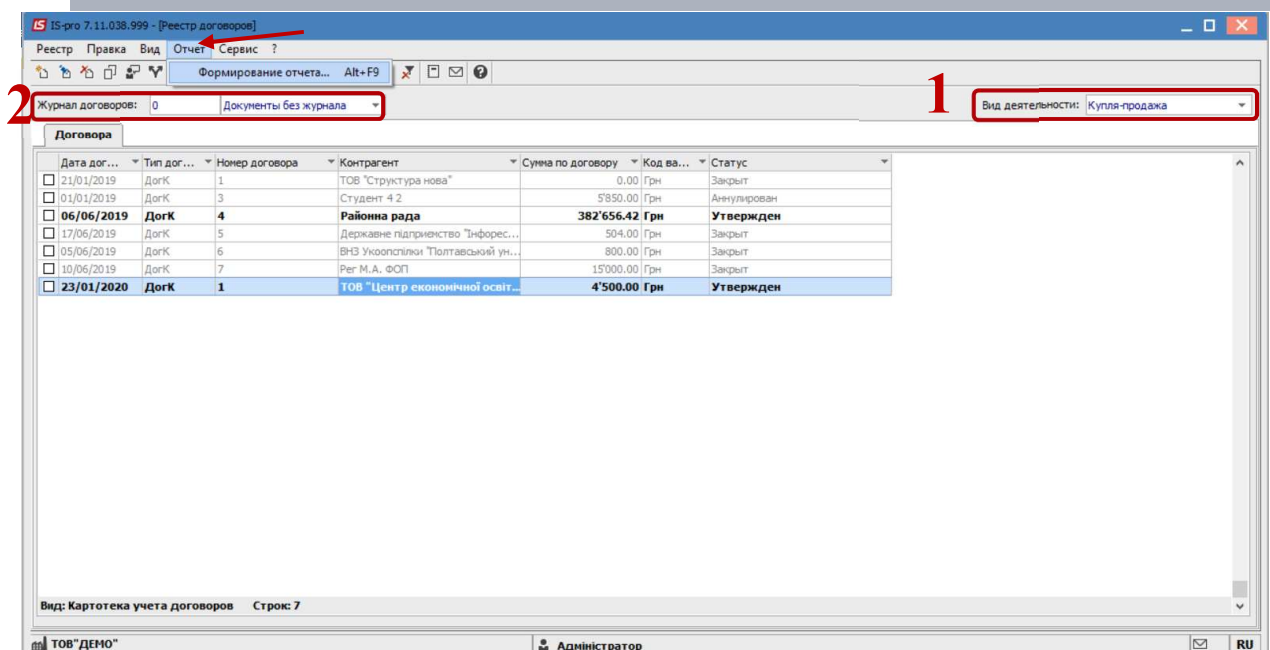 IS-pro 7.11.038.999 - [Реестр договоров]
Реестр Правка Вид Отчет Сервис ?
Формирование отчета... Alt+F9
2 Журнал договоров: 0 Документы без журнала 1 Вид деятельности: Купля-продажа
Договора
Дата дог... Тип дог... Номер договора Контрагент Сумма по договору Код ва... Статус
21/01/2019 ДогК 1 ТОВ "Структура нова" 0.00 Грн Закрыт
01/01/2019 ДогК 3 Студент 4 2 5'850.00 Грн Аннулирован
06/06/2019 ДогК 4 Районна рада 382'656.42 Грн Утвержден
17/06/2019 ДогК 5 Державне підприємство "Інфорес... 504.00 Грн Закрыт
05/06/2019 ДогК 6 ВНЗ Укоопспілки "Полтавський ун... 800.00 Грн Закрыт
10/06/2019 ДогК 7 Рег М.А. ФОП 15'000.00 Грн Закрыт
23/01/2020 ДогК 1 ТОВ "Центр економічної освіт... 4'500.00 Грн Утвержден
Вид: Картотека учета договоров Строк: 7
ТОВ"ДЕМО" Адміністратор RU